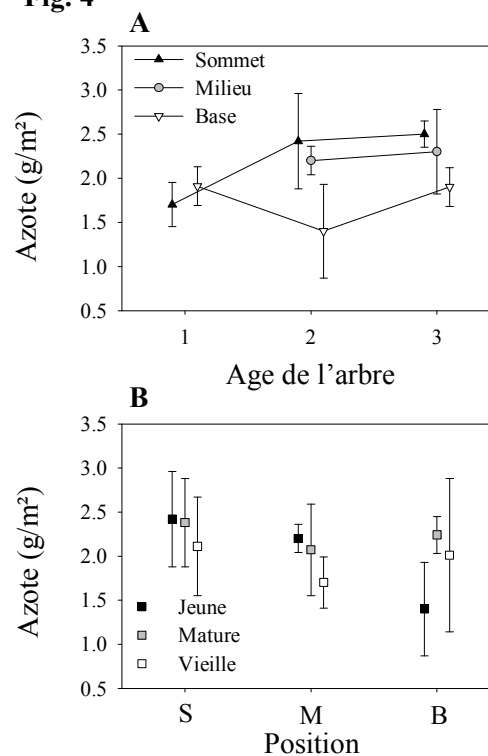 Fig. 4
A
3.5
3.0
2.5
2.0
1.5
1.0
0.5
Azote (g/m²)
Sommet
Milieu
Base
1 2 3
Age de l'arbre
B
3.5
3.0
2.5
2.0
1.5
1.0
0.5
Azote (g/m²)
Jeune
Mature
Vieille
S M B
Position